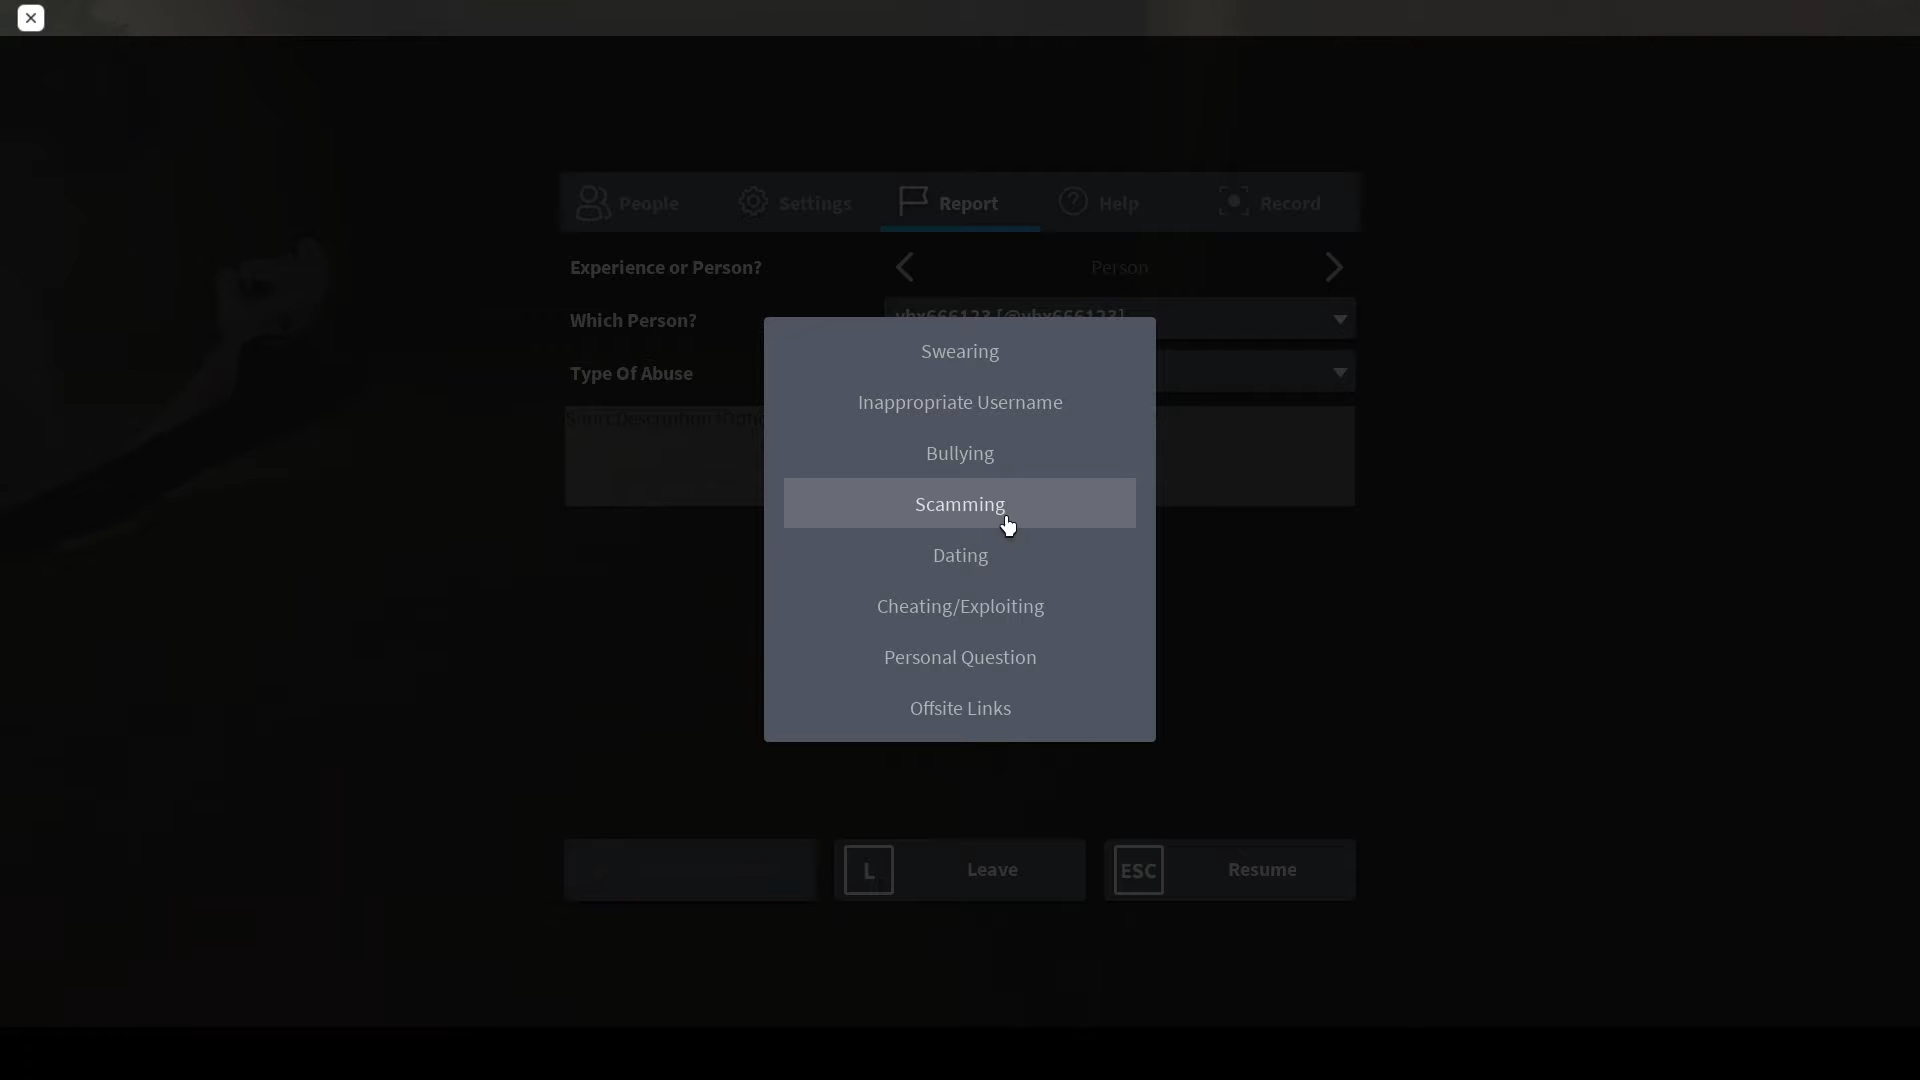 People Settings Report Help Record
Experience or Person? Person
Which Person?
Type Of Abuse
Swearing
Inappropriate Username
Bullying
Scamming
Dating
Cheating/Exploiting
Personal Question
Offsite Links
L Leave ESC Resume